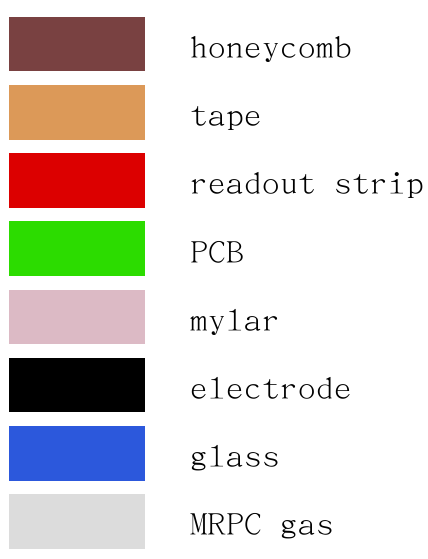 honeycomb
tape
readout strip
PCB
mylar
electrode
glass
MRPC gas